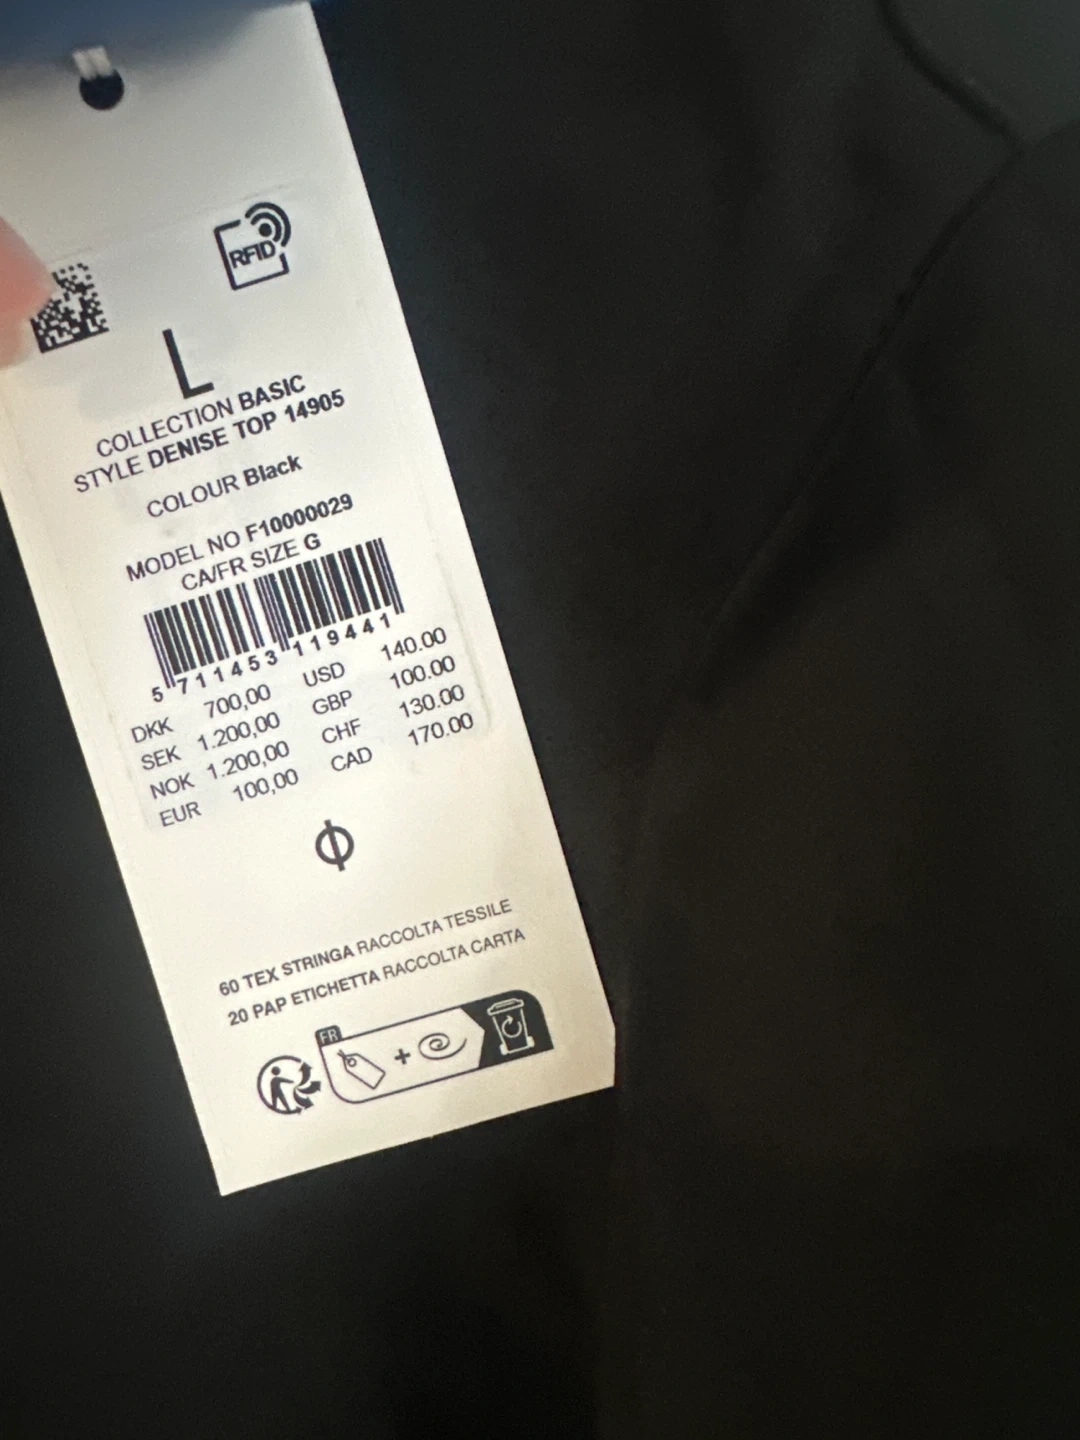 RFID
L
COLLECTION BASIC
STYLE DENISE TOP 14905
COLOUR Black
MODEL NO F10000029
CA/FR SIZE G
5 711453 119441
DKK 700,00 USD 140.00
SEK 1.200,00 GBP 100.00
NOK 1.200,00 CHF 130.00
EUR 100,00 CAD 170.00
60 TEX STRINGA RACCOLTA TESSILE
20 PAP ETICHETTA RACCOLTA CARTA
FR
+